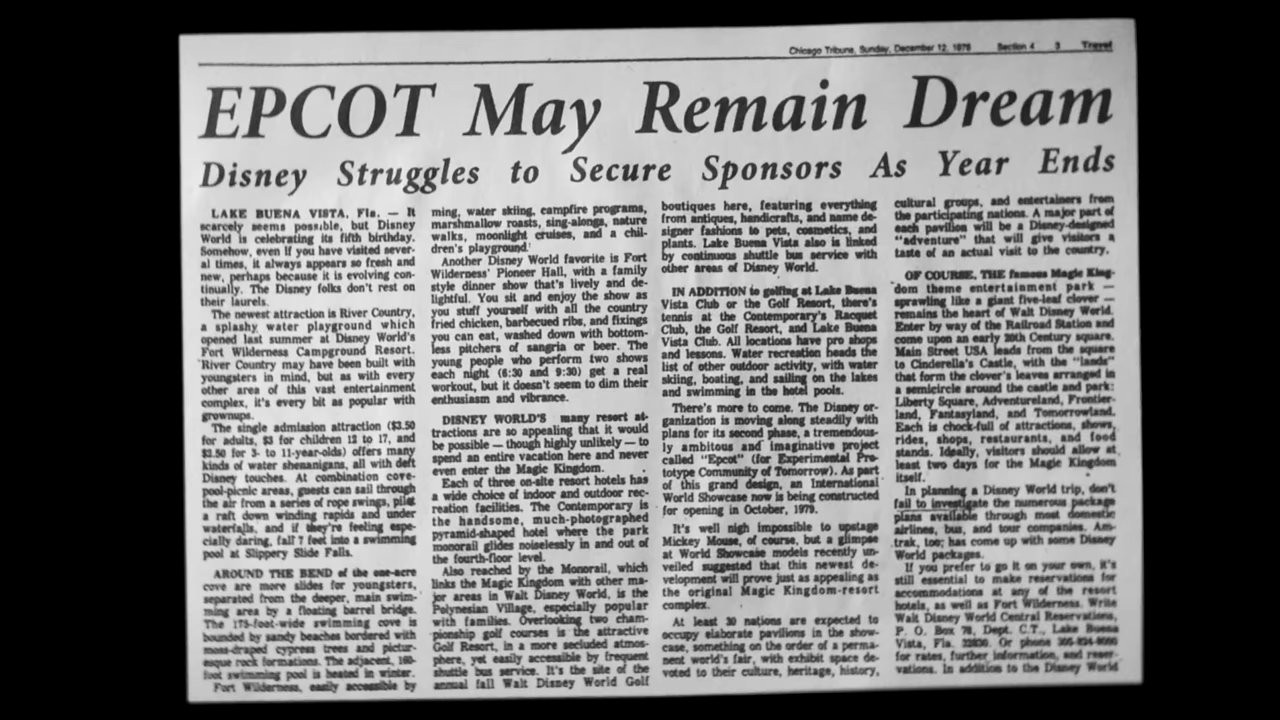 Chicago Tribune, Sunday, December 12, 1976 Section 4 3 Travel
EPCOT May Remain Dream
Disney Struggles to Secure Sponsors As Year Ends
LAKE BUENA VISTA, Fla. — It
scarcely seems possible, but Disney
World is celebrating its fifth birthday.
Somehow, even if you have visited sever-
al times, it always appears so fresh and
new, perhaps because it is evolving con-
tinually. The Disney folks don't rest on
their laurels.
The newest attraction is River Country,
a splashy water playground which
opened last summer at Disney World's
Fort Wilderness Campground Resort.
River Country may have been built with
youngsters in mind, but as with every
other area of this vast entertainment
complex, it's every bit as popular with
grownups.
The single admission attraction ($3.50
for adults, $3 for children 12 to 17, and
$2.50 for 3- to 11-year-olds) offers many
kinds of water shenanigans, all with deft
Disney touches. At combination cove-
pool-picnic areas, guests can sail through
the air from a series of rope swings, pilot
a raft down winding rapids and under
waterfalls, and if they're feeling espe-
cially daring, fall 7 feet into a swimming
pool at Slippery Slide Falls.
AROUND THE BEND of the one-acre
cove are more slides for youngsters,
separated from the deeper, main swim-
ming area by a floating barrel bridge.
The 175-foot-wide swimming cove is
bounded by sandy beaches bordered with
moss-draped cypress trees and pictur-
esque rock formations. The adjacent, 160-
foot swimming pool is heated in winter.
Fort Wilderness, easily accessible by
ming, water skiing, campfire programs,
marshmallow roasts, sing-alongs, nature
walks, moonlight cruises, and a chil-
dren's playground.
Another Disney World favorite is Fort
Wilderness' Pioneer Hall, with a family
style dinner show that's lively and de-
lightful. You sit and enjoy the show as
you stuff yourself with all the country
fried chicken, barbecued ribs, and fixings
you can eat, washed down with bottom-
less pitchers of sangria or beer. The
young people who perform two shows
each night (6:30 and 9:30) get a real
workout, but it doesn't seem to dim their
enthusiasm and vibrance.
DISNEY WORLD'S many resort at-
tractions are so appealing that it would
be possible — though highly unlikely — to
spend an entire vacation here and never
even enter the Magic Kingdom.
Each of three on-site resort hotels has
a wide choice of indoor and outdoor rec-
reation facilities. The Contemporary is
the handsome, much-photographed
pyramid-shaped hotel where the park
monorail glides noiselessly in and out of
the fourth-floor level.
Also reached by the Monorail, which
links the Magic Kingdom with other ma-
jor areas in Walt Disney World, is the
Polynesian Village, especially popular
with families. Overlooking two cham-
pionship golf courses is the attractive
Golf Resort, in a more secluded atmos-
phere, yet easily accessible by frequent
shuttle bus service. It's the site of the
annual fall Walt Disney World Golf
boutiques here, featuring everything
from antiques, handicrafts, and name de-
signer fashions to pets, cosmetics, and
plants. Lake Buena Vista also is linked
by continuous shuttle bus service with
other areas of Disney World.
IN ADDITION to golfing at Lake Buena
Vista Club or the Golf Resort, there's
tennis at the Contemporary's Racquet
Club, the Golf Resort, and Lake Buena
Vista Club. All locations have pro shops
and lessons. Water recreation heads the
list of other outdoor activity, with water
skiing, boating, and sailing on the lakes
and swimming in the hotel pools.
There's more to come. The Disney or-
ganization is moving along steadily with
plans for its second phase, a tremendous-
ly ambitious and imaginative project
called "Epcot" (for Experimental Pro-
totype Community of Tomorrow). As part
of this grand design, an International
World Showcase now is being constructed
for opening in October, 1979.
It's well nigh impossible to upstage
Mickey Mouse, of course, but a glimpse
at World Showcase models recently un-
veiled suggested that this newest de-
velopment will prove just as appealing as
the original Magic Kingdom-resort
complex.
At least 30 nations are expected to
occupy elaborate pavilions in the show-
case, something on the order of a perma-
nent world's fair, with exhibit space de-
voted to their culture, heritage, history,
cultural groups, and entertainers from
the participating nations. A major part of
each pavilion will be a Disney-designed
"adventure" that will give visitors a
taste of an actual visit to the country.
OF COURSE, THE famous Magic King-
dom theme entertainment park —
sprawling like a giant five-leaf clover —
remains the heart of Walt Disney World.
Enter by way of the Railroad Station and
come upon an early 20th Century square.
Main Street USA leads from the square
to Cinderella's Castle, with the "lands"
that form the clover's leaves arranged in
a semicircle around the castle and park:
Liberty Square, Adventureland, Frontier-
land, Fantasyland, and Tomorrowland.
Each is chock-full of attractions, shows,
rides, shops, restaurants, and food
stands. Ideally, visitors should allow at
least two days for the Magic Kingdom
itself.
In planning a Disney World trip, don't
fail to investigate the numerous package
plans available through most domestic
airlines, bus, and tour companies. Am-
trak, too; has come up with some Disney
World packages.
If you prefer to go it on your own, it's
still essential to make reservations for
accommodations at any of the resort
hotels, as well as Fort Wilderness. Write
Walt Disney World Central Reservations,
P. O. Box 78, Dept. C.T., Lake Buena
Vista, Fla. 32830. Or phone
for rates, further information, and reser-
vations. In addition to the Disney World